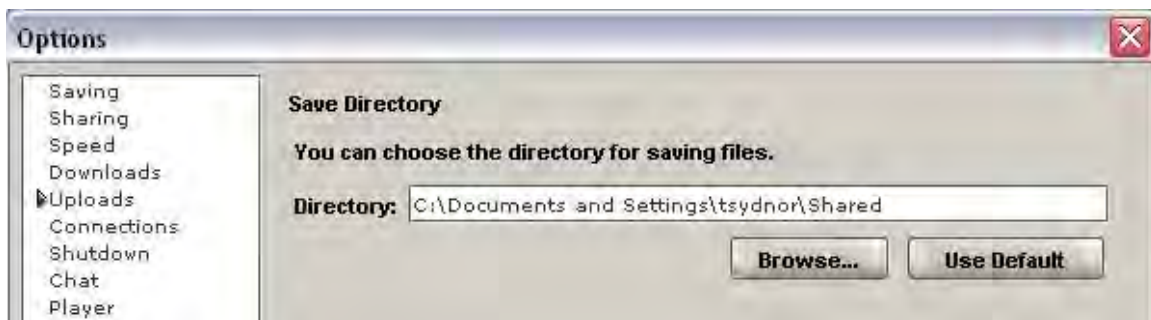 Options
Saving
Sharing
Speed
Downloads
Uploads
Connections
Shutdown
Chat
Player
Save Directory
You can choose the directory for saving files.
Directory: C:\Documents and Settings\tsydnor\Shared
Browse... Use Default